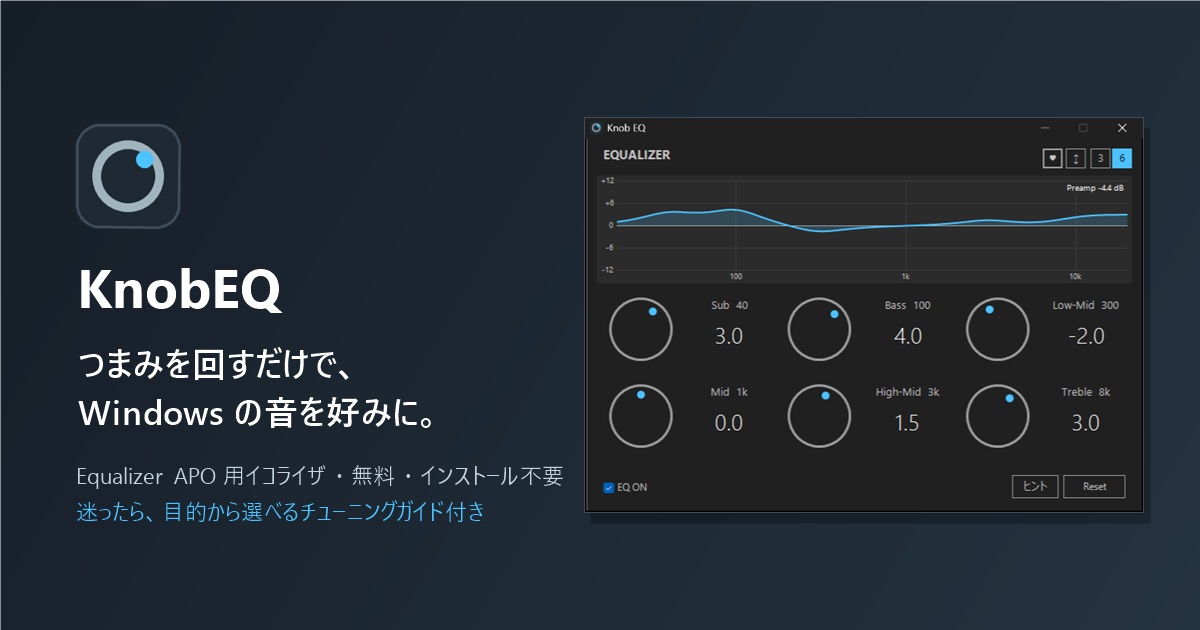 KnobEQ
つまみを回すだけで、
Windows の音を好みに。
Equalizer APO 用イコライザ ・ 無料 ・ インストール不要
迷ったら、目的から選べるチューニングガイド付き
Knob EQ
EQUALIZER
♥ ↕ 3 6
Preamp -4.4 dB
+12
+6
0
-6
-12
100 1k 10k
Sub 40
3.0
Bass 100
4.0
Low-Mid 300
-2.0
Mid 1k
0.0
High-Mid 3k
1.5
Treble 8k
3.0
EQ ON
ヒント
Reset